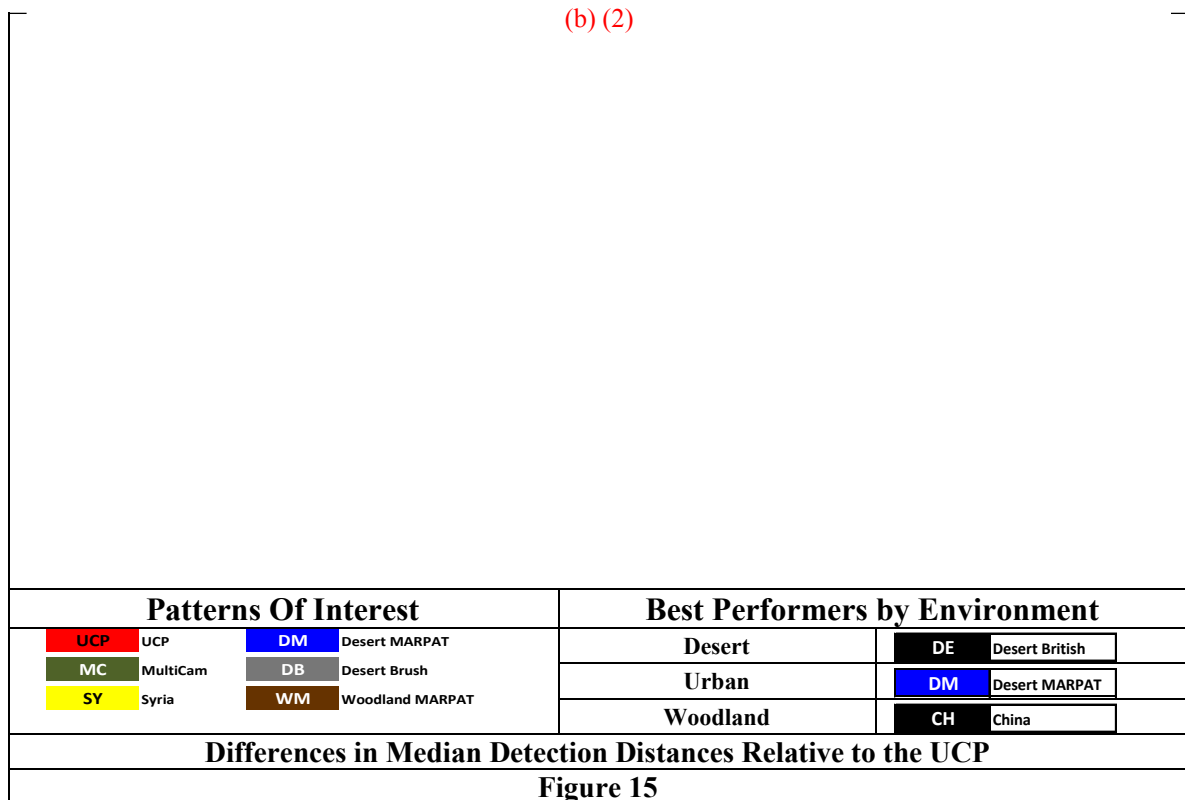 (b) (2)
Patterns Of Interest
Best Performers by Environment
UCP UCP DM Desert MARPAT
MC MultiCam DB Desert Brush
SY Syria WM Woodland MARPAT
Desert DE Desert British
Urban DM Desert MARPAT
Woodland CH China
Differences in Median Detection Distances Relative to the UCP
Figure 15